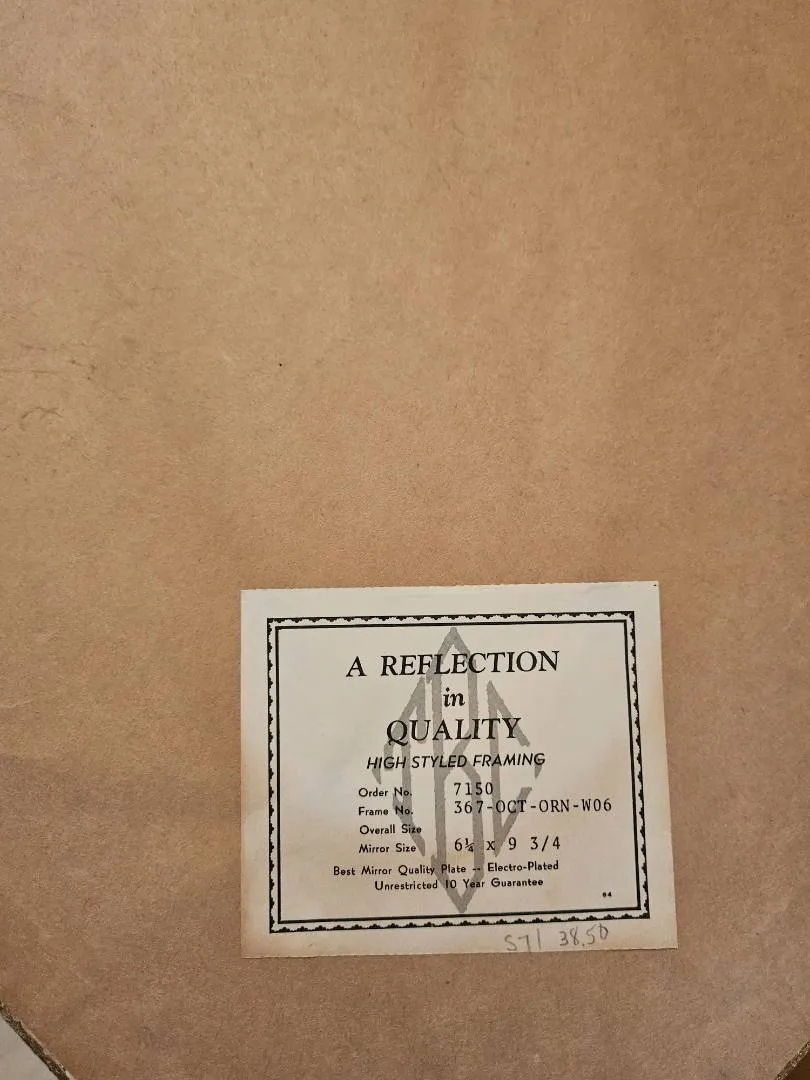 A REFLECTION
in
QUALITY
HIGH STYLED FRAMING
Order No. 7150
Frame No. 367-OCT-ORN-W06
Overall Size
Mirror Size 6¼ x 9 3/4
Best Mirror Quality Plate -- Electro-Plated
Unrestricted 10 Year Guarantee
64
S71 38.50